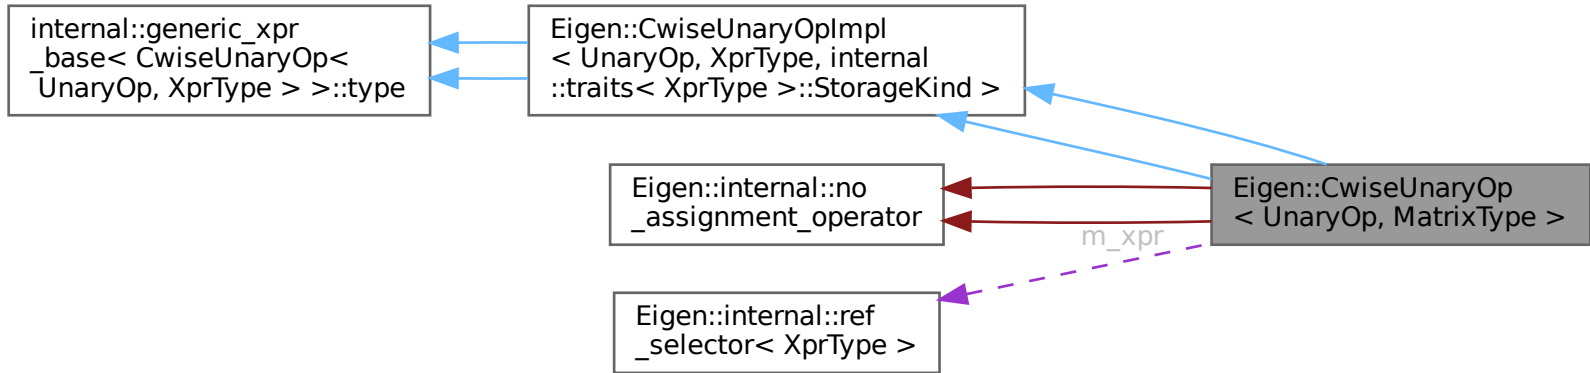 internal::generic_xpr
_base< CwiseUnaryOp<
_UnaryOp, XprType > >::type
Eigen::CwiseUnaryOpImpl
< UnaryOp, XprType, internal
::traits< XprType >::StorageKind >
Eigen::internal::no
_assignment_operator
Eigen::CwiseUnaryOp
< UnaryOp, MatrixType >
m_xpr
Eigen::internal::ref
_selector< XprType >